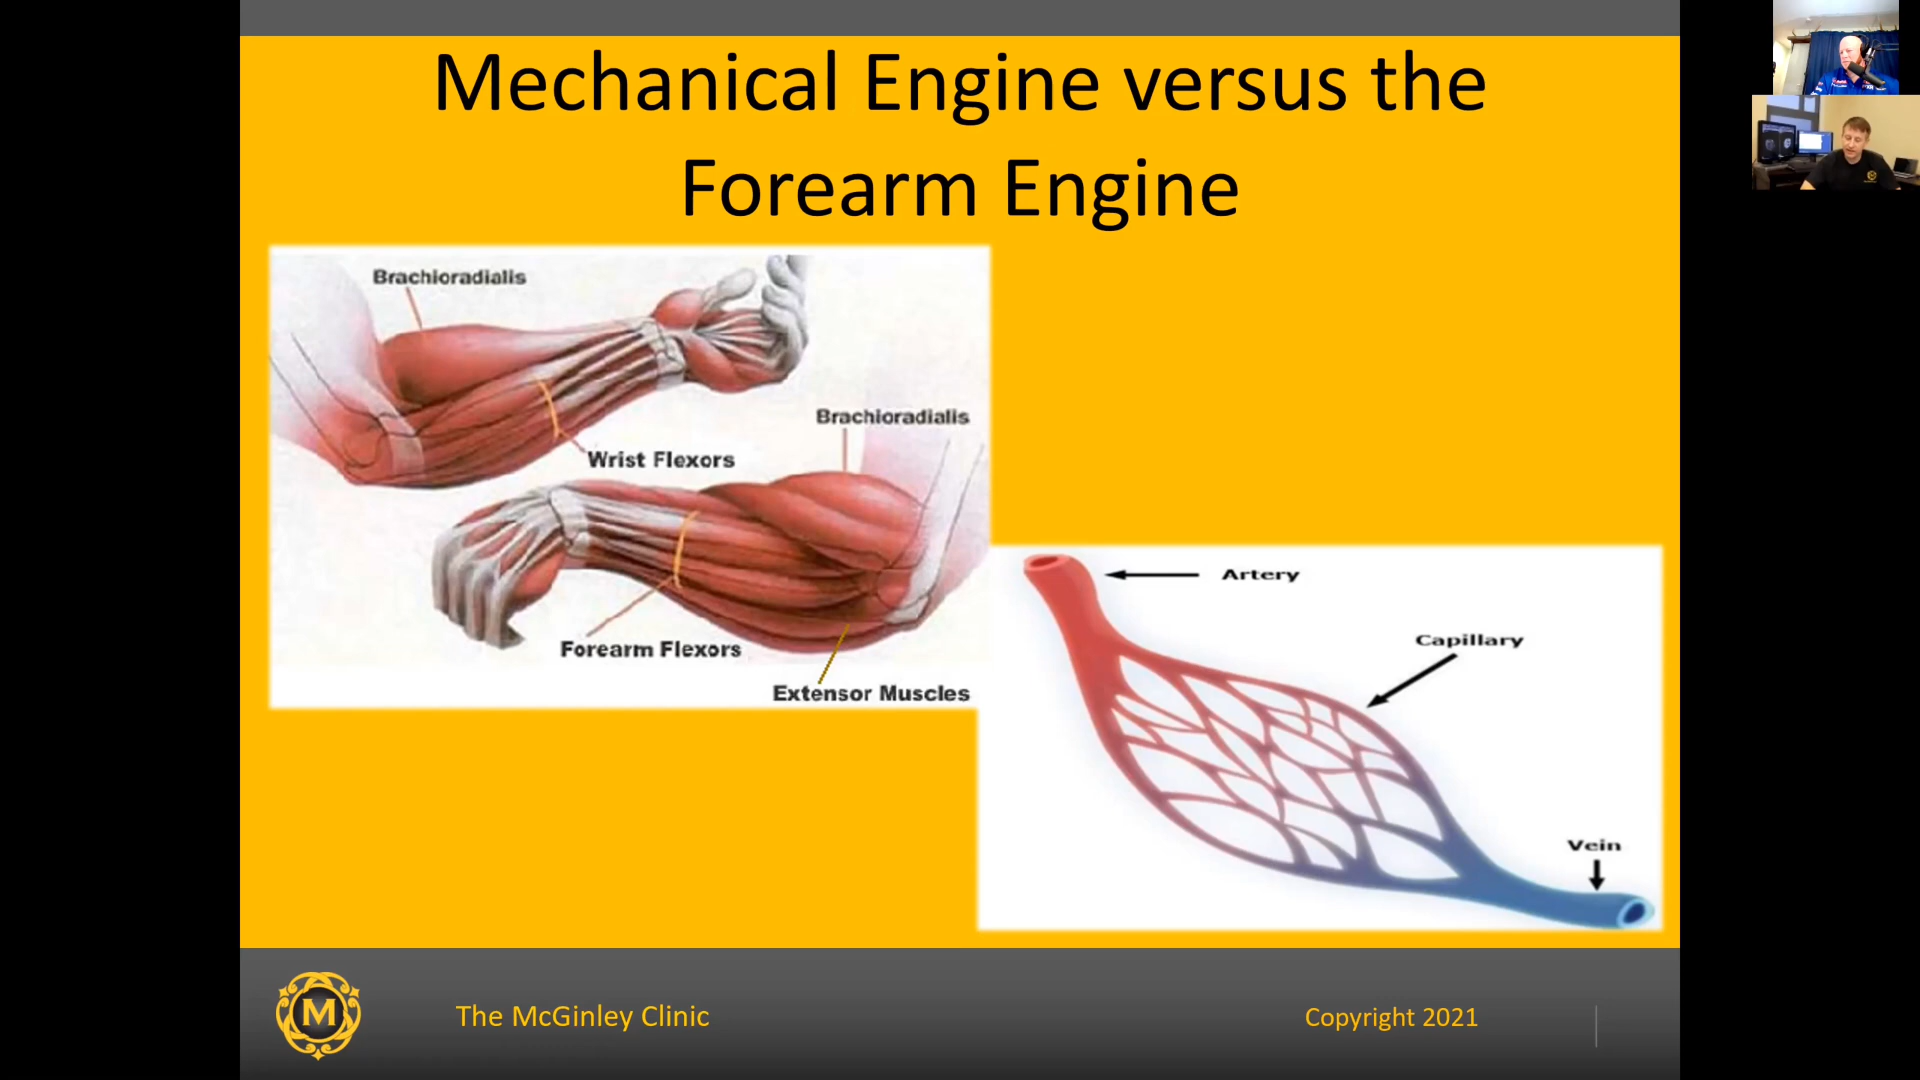 Mechanical Engine versus the
Forearm Engine
Brachioradialis
Wrist Flexors
Brachioradialis
Forearm Flexors
Extensor Muscles
Artery
Capillary
Vein
M
The McGinley Clinic
Copyright 2021